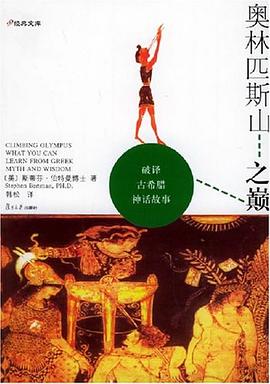 经典文库
奥林匹斯山之巅
CLIMBING OLYMPUS
WHAT YOU CAN
LEARN FROM GREEK
MYTH AND WISDOM
(美)斯蒂芬·伯特曼博士 著
Stephen Bertman, PH.D.
韩松 译
复旦大学出版社
破译
古希腊
神话故事